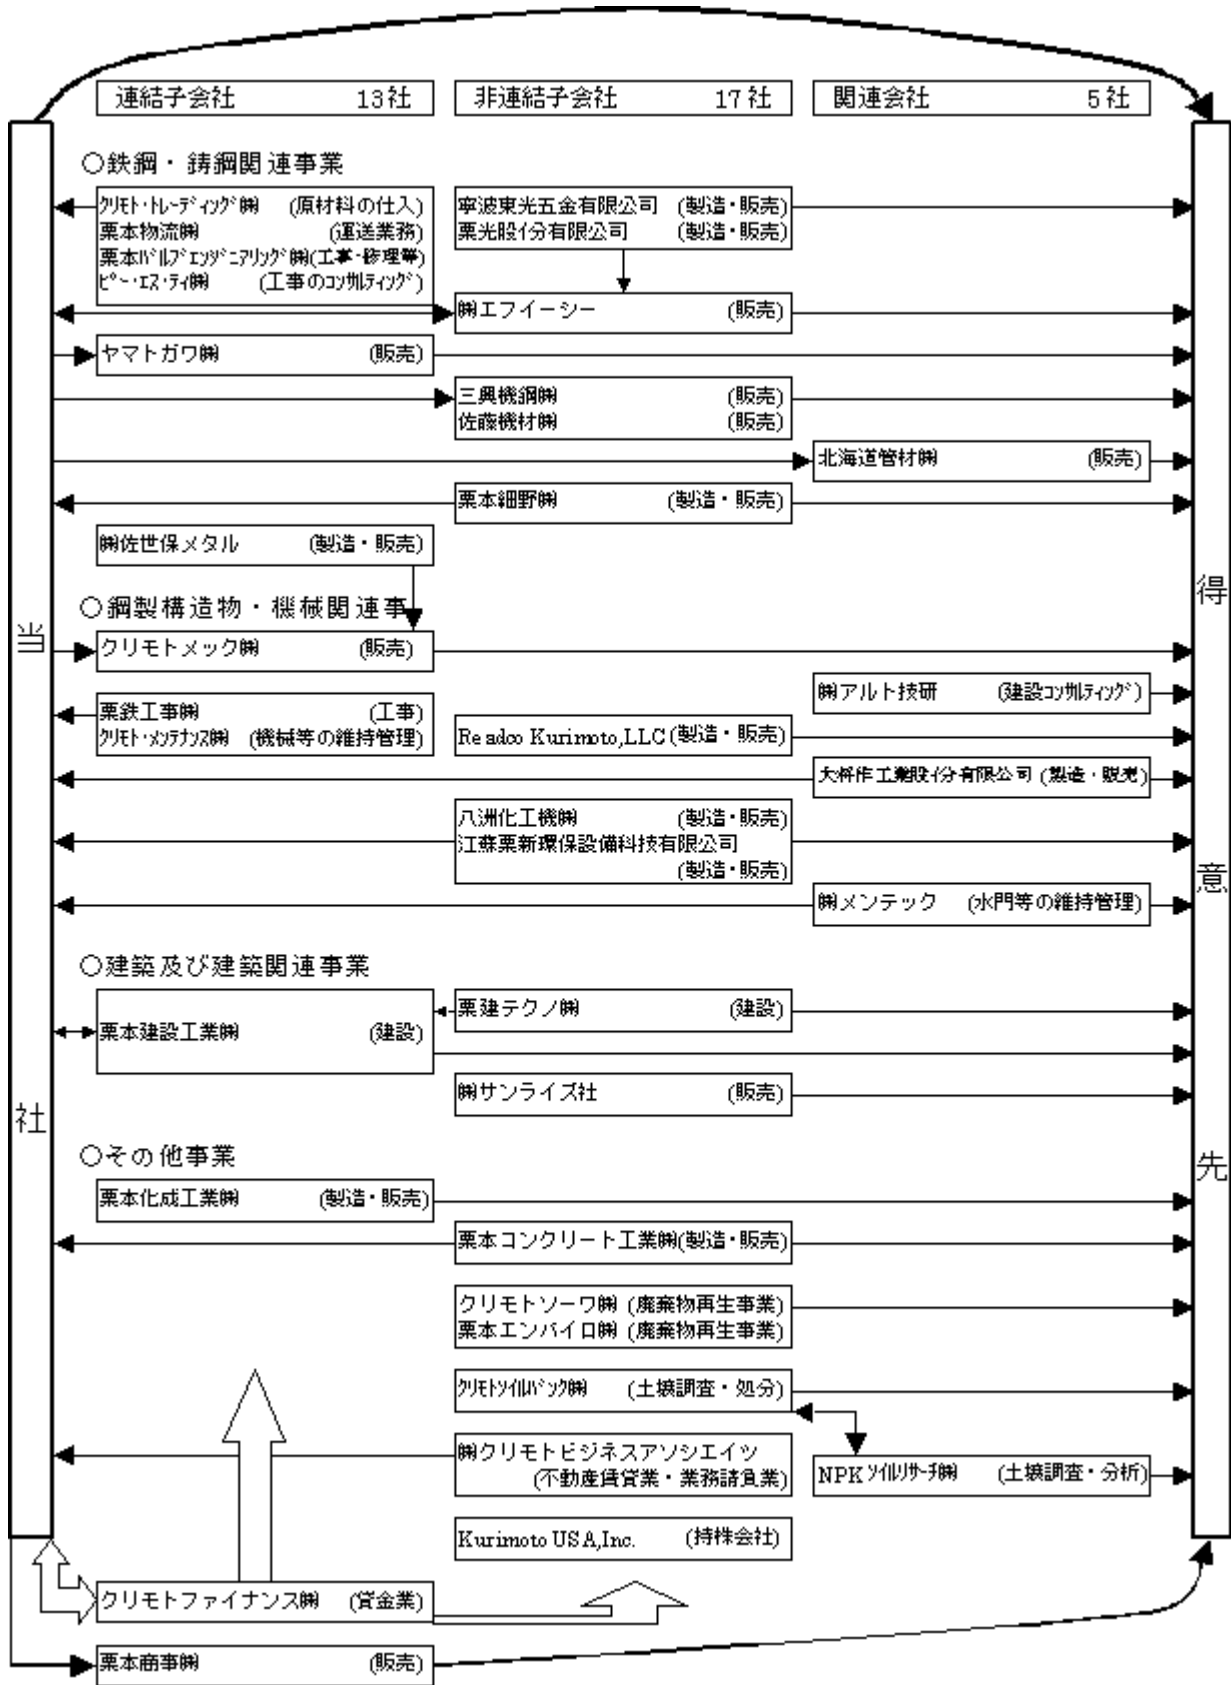 連結子会社 13社
非連結子会社 17社
関連会社 5社
当社
得意先
○鉄鋼・鋳鋼関連事業
クリモト・トレーディング㈱ (原材料の仕入)
栗本物流㈱ (運送業務)
栗本バルブエンジニアリング㈱(工事・修理等)
ピー・エス・ティ㈱ (工事のコンサルティング)
寧波東光五金有限公司 (製造・販売)
栗光股份有限公司 (製造・販売)
㈱エフイーシー (販売)
ヤマトガワ㈱ (販売)
三興機鋼㈱ (販売)
佐藤機材㈱ (販売)
北海道管材㈱ (販売)
栗本細野㈱ (製造・販売)
㈱佐世保メタル (製造・販売)
○鋼製構造物・機械関連事
クリモトメック㈱ (販売)
㈱アルト技研 (建設コンサルティング)
栗鉄工事㈱ (工事)
クリモト・メンテナンス㈱ (機械等の維持管理)
Readco Kurimoto,LLC (製造・販売)
大将作工業股份有限公司 (製造・販売)
八洲化工機㈱ (製造・販売)
江蘇栗新環保設備科技有限公司
(製造・販売)
㈱メンテック (水門等の維持管理)
○建築及び建築関連事業
栗本建設工業㈱ (建設)
栗建テクノ㈱ (建設)
㈱サンライズ社 (販売)
○その他事業
栗本化成工業㈱ (製造・販売)
栗本コンクリート工業㈱(製造・販売)
クリモトソーワ㈱ (廃棄物再生事業)
栗本エンバイロ㈱ (廃棄物再生事業)
クリモトソイルバンク㈱ (土壌調査・処分)
㈱クリモトビジネスアソシエイツ
(不動産賃貸業・業務請負業)
NPKソイルリサーチ㈱ (土壌調査・分析)
Kurimoto USA,Inc. (持株会社)
クリモトファイナンス㈱ (貸金業)
栗本商事㈱ (販売)